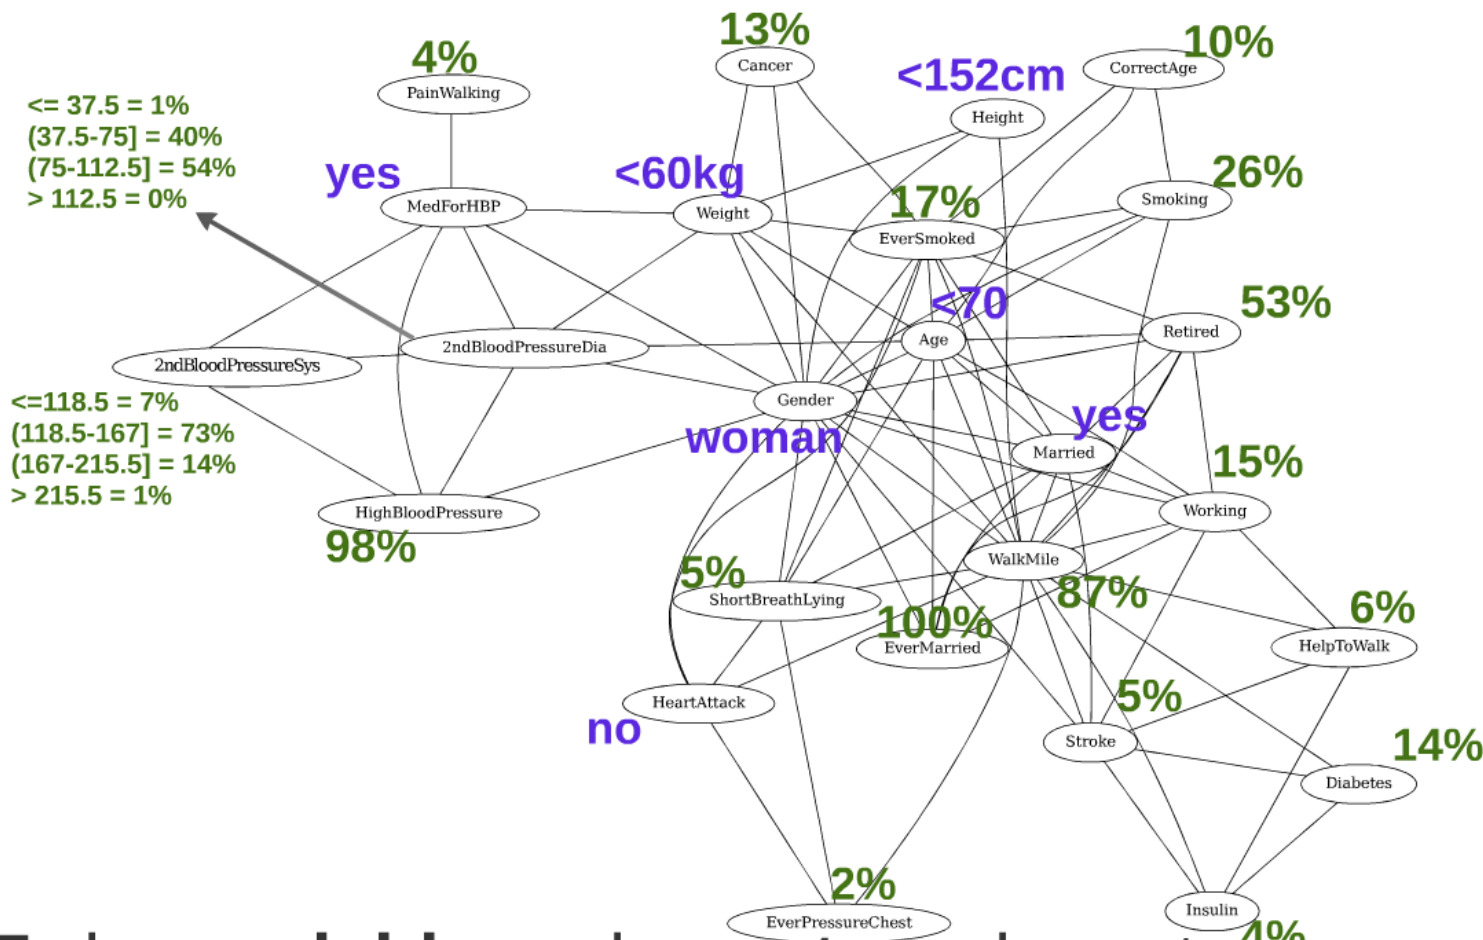 13%
10%
4%
Cancer
<152cm
CorrectAge
PainWalking
<= 37.5 = 1%
Height
(37.5-75] = 40%
(75-112.5] = 54%
yes
<60kg
26%
> 112.5 = 0%
17%
Smoking
MedForHBP
Weight
EverSmoked
<70
53%
Retired
Age
2ndBloodPressureDia
2ndBloodPressureSys
Gender
<=118.5 = 7%
yes
(118.5-167] = 73%
woman
Married
(167-215.5] = 14%
15%
> 215.5 = 1%
HighBloodPressure
Working
98%
WalkMile
5%
87%
ShortBreathLying
100%
6%
EverMarried
HelpToWalk
5%
HeartAttack
no
Stroke
14%
Diabetes
2%
EverPressureChest
Insulin
4%